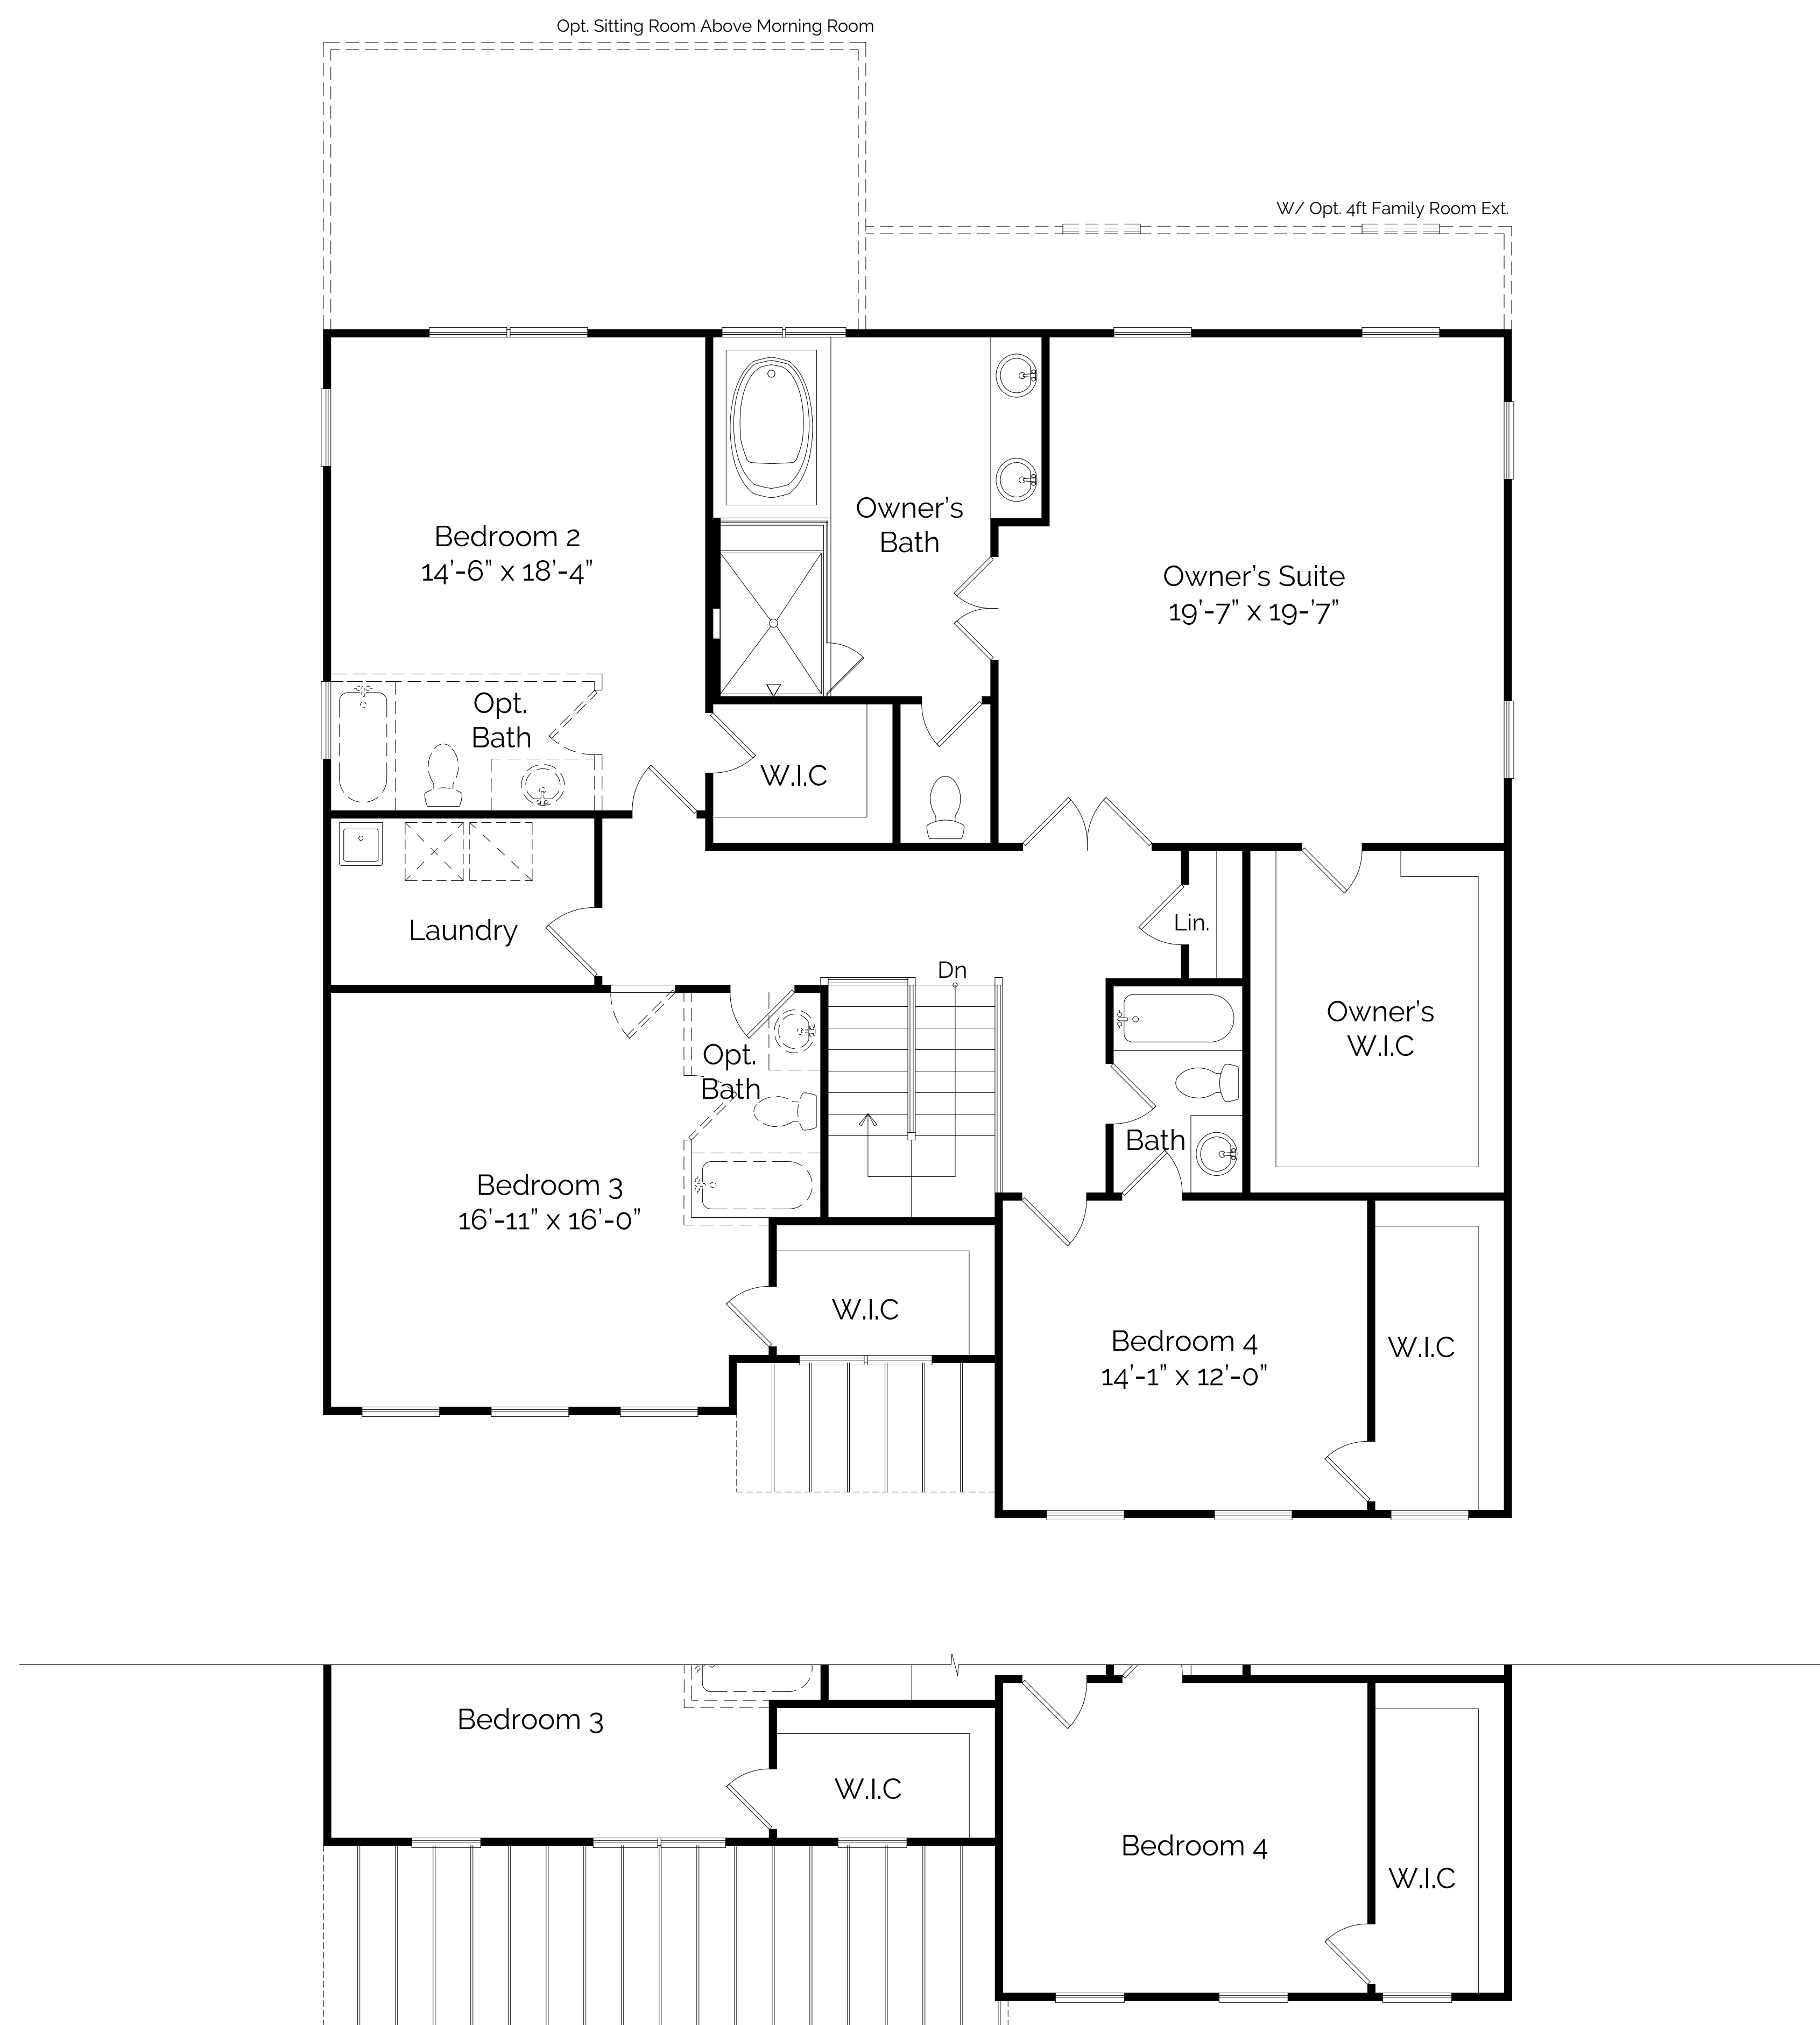 Opt. Sitting Room Above Morning Room
W/ Opt. 4ft Family Room Ext.
Owner's
Bath
Bedroom 2
14'-6" x 18'-4"
Owner's Suite
19'-7" x 19-'7"
Opt.
Bath
W.I.C
Laundry
Lin.
Dn
Owner's
W.I.C
Opt.
Bath
Bath
Bedroom 3
16'-11" x 16'-0"
W.I.C
Bedroom 4
14'-1" x 12'-0"
W.I.C
Bedroom 3
W.I.C
Bedroom 4
W.I.C